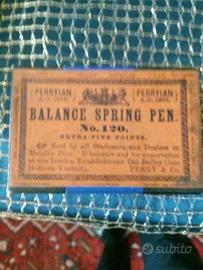 PERRYIAN
PERRYIAN
BALANCE SPRING PEN.
No. 120.
EXTRA-FINE POINTS.
Sold by all Stationers and Dealers in
Metallic Pens. Wholesale and for exportation
at the London Establishment, Old Bailey (late
Holborn Viaduct).
PERRY & Co.
subito